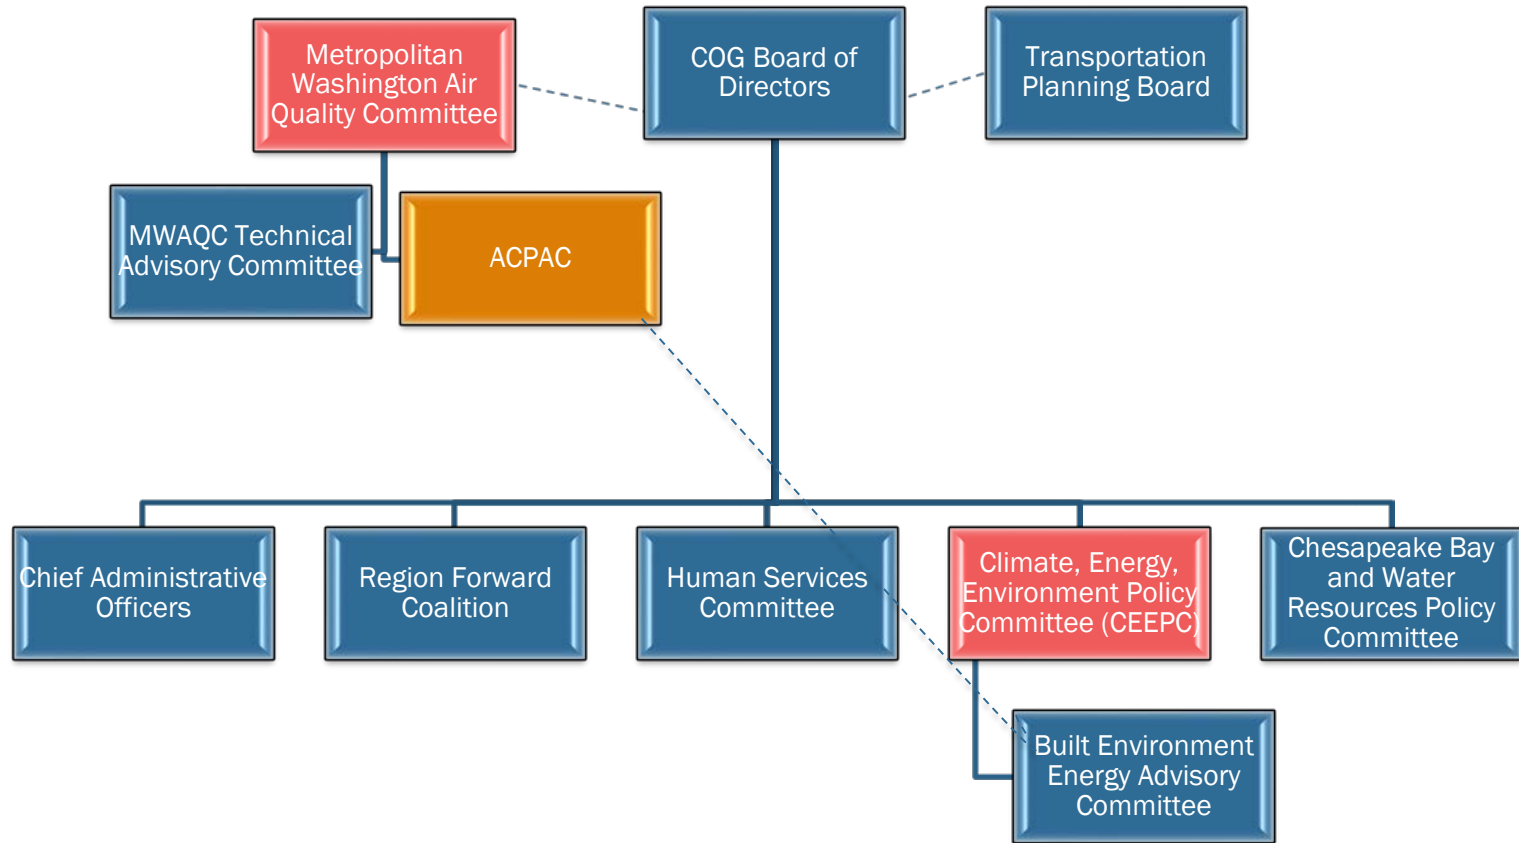 Metropolitan
Washington Air
Quality Committee
COG Board of
Directors
Transportation
Planning Board
MWAQC Technical
Advisory Committee
ACPAC
Chief Administrative
Officers
Region Forward
Coalition
Human Services
Committee
Climate, Energy,
Environment Policy
Committee (CEEPC)
Chesapeake Bay
and Water
Resources Policy
Committee
Built Environment
Energy Advisory
Committee